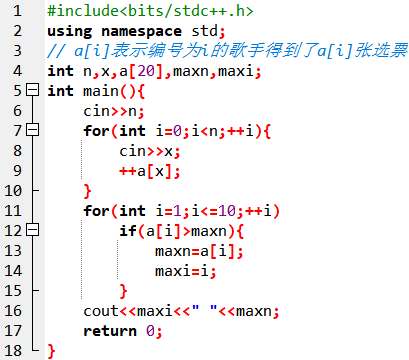 1 #include<bits/stdc++.h>
2 using namespace std;
3 // a[i]表示编号为i的歌手得到了a[i]张选票
4 int n,x,a[20],maxn,maxi;
5 int main(){
6 cin>>n;
7 for(int i=0;i<n;++i){
8 cin>>x;
9 ++a[x];
10 }
11 for(int i=1;i<=10;++i)
12 if(a[i]>maxn){
13 maxn=a[i];
14 maxi=i;
15 }
16 cout<<maxi<<" "<<maxn;
17 return 0;
18 }